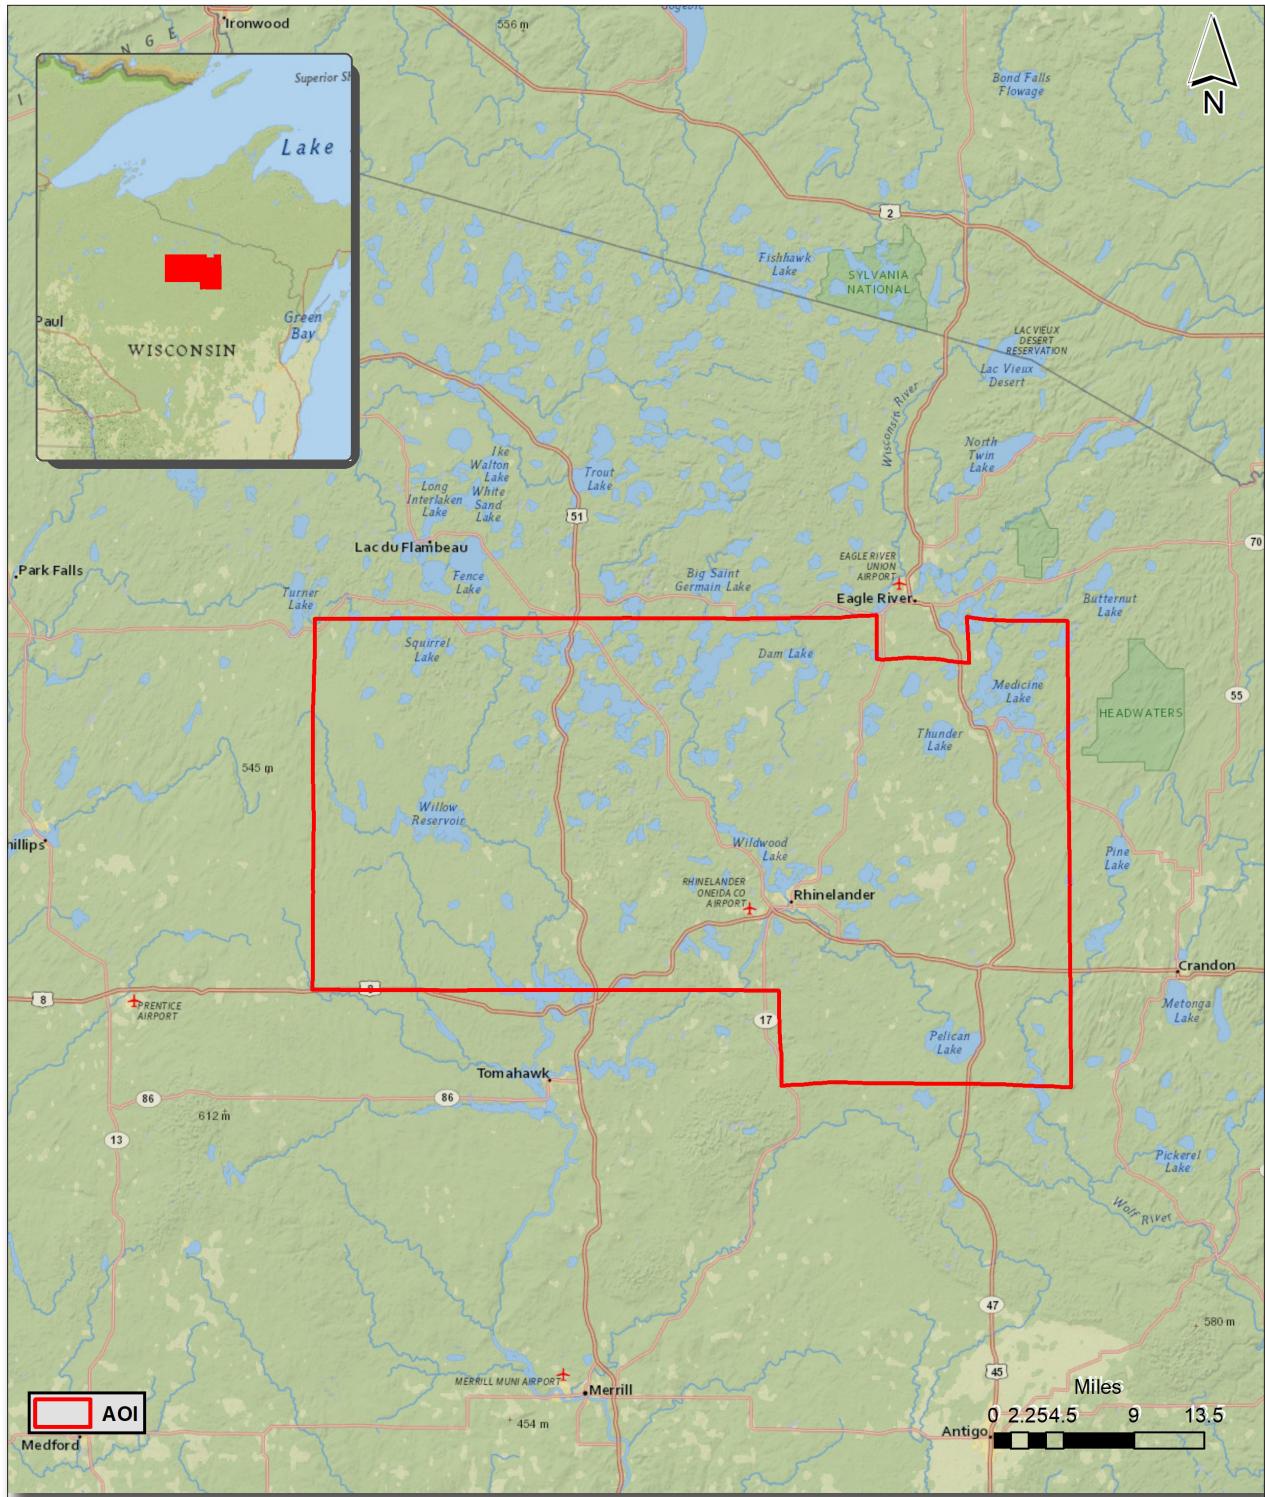 Gogebic
Ironwood
556 m
N G E
I
Superior
Bond Falls
Flowage
N
Lake
2
Fishhawk
Lake
SYLVANIA
NATIONAL
Paul
Green
Bay
WISCONSIN
LAC VIEUX
DESERT
RESERVATION
Lac Vieux
Desert
Wisconsin River
North
Twin
Lake
Ike
Walton
Lake
Trout
Lake
Long
Interlaken
Lake
White
Sand
Lake
51
70
Lac du Flambeau
Park Falls
EAGLE RIVER
UNION
AIRPORT
Fence
Lake
Big Saint
Germain Lake
Turner
Lake
Eagle River
Butternut
Lake
Squirrel
Lake
Dam Lake
Medicine
Lake
55
HEADWATERS
Thunder
Lake
545 m
Willow
Reservoir
hillips
Wildwood
Lake
Pine
Lake
RHINELANDER
ONEIDA CO
AIRPORT
Rhinelander
Crandon
8
8
PRENTICE
AIRPORT
Metonga
Lake
17
Pelican
Lake
Tomahawk
86
86
612 m
13
Pickerel
Lake
Wolf River
47
580 m
45
MERRILL MUNI AIRPORT
Merrill
454 m
Miles
0 2.25 4.5 9 13.5
AOI
Medford
Antigo